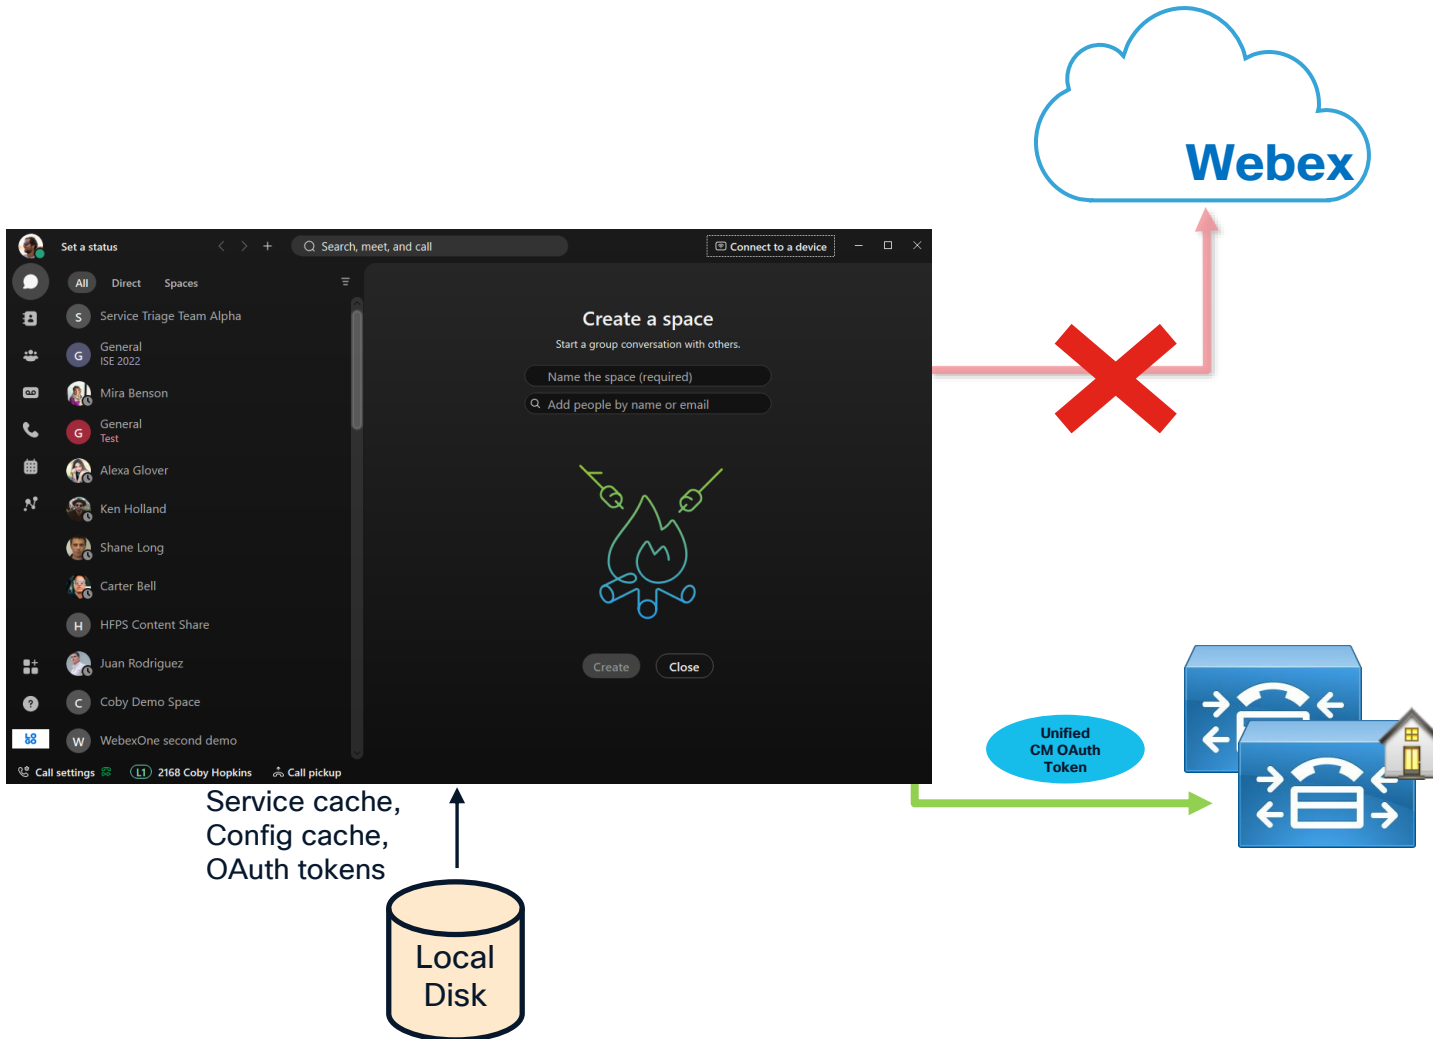 Webex
Set a status
Search, meet, and call
Connect to a device
All
Direct
Spaces
S
Service Triage Team Alpha
G
General
ISE 2022
Mira Benson
G
General
Test
Alexa Glover
Ken Holland
Shane Long
Carter Bell
H
HFPS Content Share
Juan Rodriguez
C
Coby Demo Space
W
WebexOne second demo
Call settings
L1
2168 Coby Hopkins
Call pickup
Create a space
Start a group conversation with others.
Name the space (required)
Add people by name or email
Create
Close
Unified
CM OAuth
Token
Service cache,
Config cache,
OAuth tokens
Local
Disk